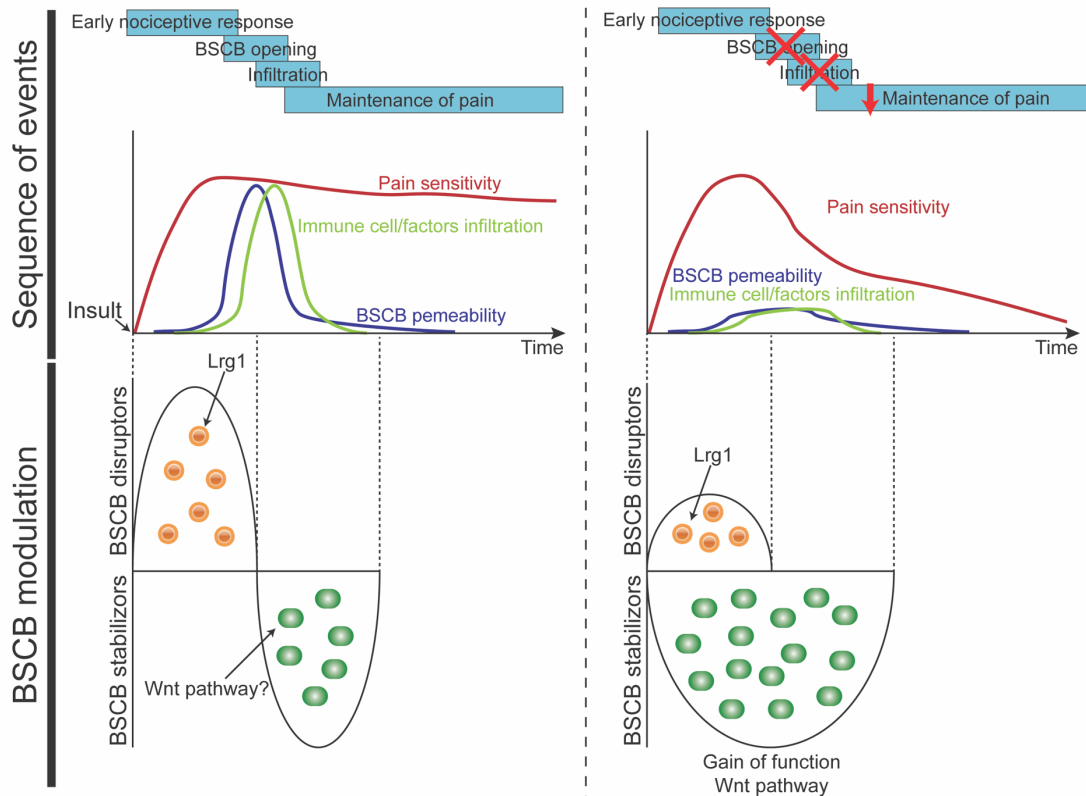 Sequence of events
Early nociceptive response
BSCB opening
Infiltration
Maintenance of pain
Pain sensitivity
Immune cell/factors infiltration
BSCB pemeability
Insult
Time
BSCB modulation
BSCB disruptors
Lrg1
BSCB stabilizors
Wnt pathway?
Early nociceptive response
BSCB opening
Infiltration
Maintenance of pain
Pain sensitivity
BSCB pemeability
Immune cell/factors infiltration
Time
BSCB disruptors
Lrg1
BSCB stabilizors
Gain of function
Wnt pathway